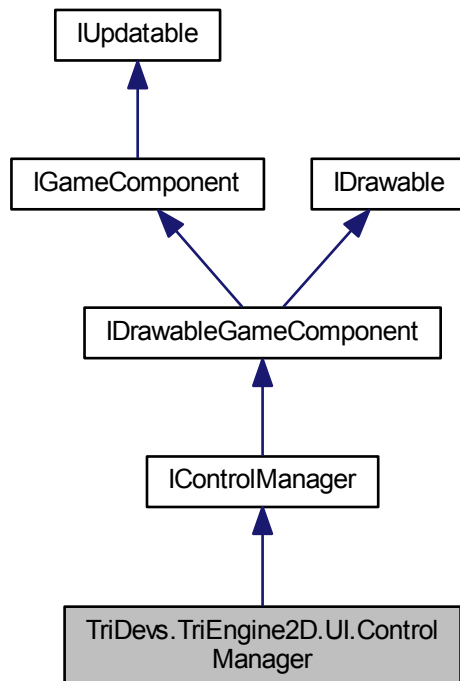 IUpdatable
IGameComponent
IDrawable
IDrawableGameComponent
IControlManager
TriDevs.TriEngine2D.UI.Control
Manager